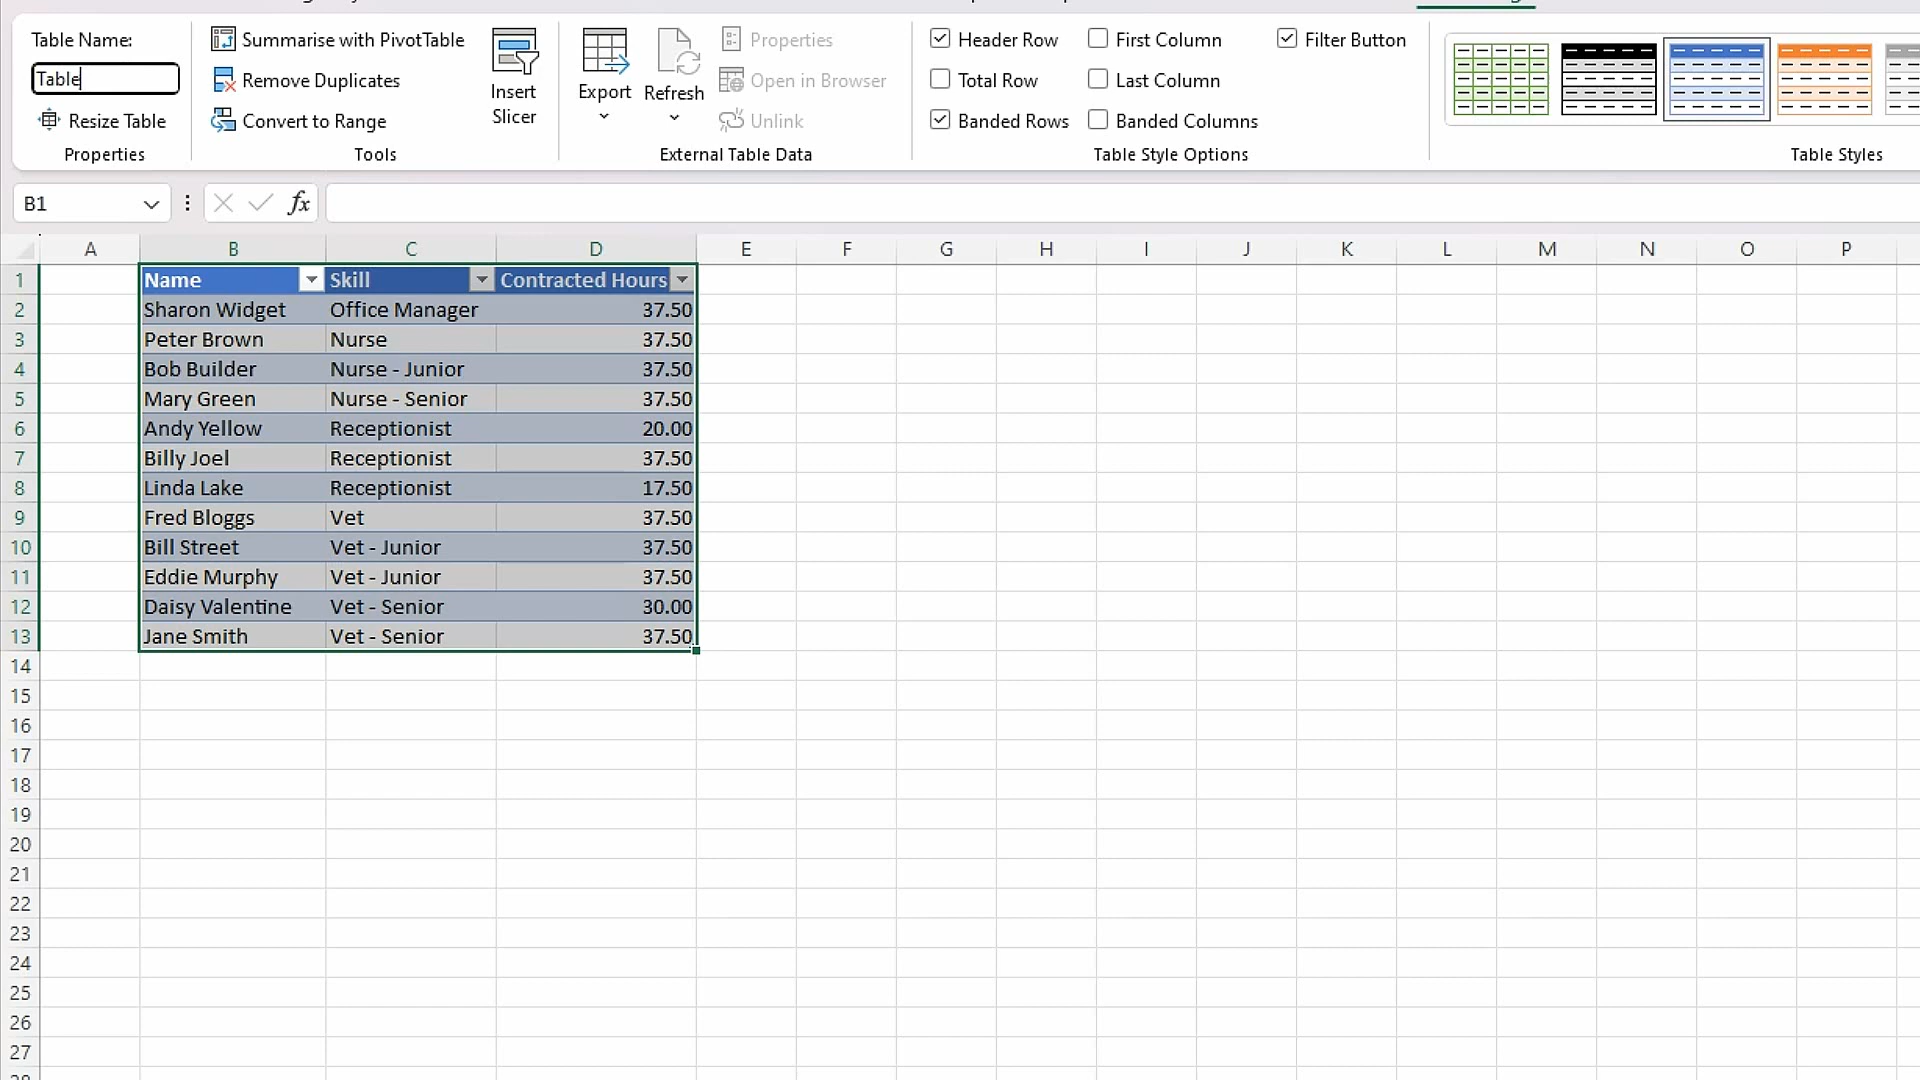 Table Name:
Table
Resize Table
Properties
Summarise with PivotTable
Remove Duplicates
Convert to Range
Tools
Insert
Slicer
Export
Refresh
Properties
Open in Browser
Unlink
External Table Data
Header Row
Total Row
Banded Rows
First Column
Last Column
Banded Columns
Filter Button
Table Style Options
Table Styles
B1
fx
A B C D E F G H I J K L M N O P
1 Name Skill Contracted Hours
2 Sharon Widget Office Manager 37.50
3 Peter Brown Nurse 37.50
4 Bob Builder Nurse - Junior 37.50
5 Mary Green Nurse - Senior 37.50
6 Andy Yellow Receptionist 20.00
7 Billy Joel Receptionist 37.50
8 Linda Lake Receptionist 17.50
9 Fred Bloggs Vet 37.50
10 Bill Street Vet - Junior 37.50
11 Eddie Murphy Vet - Junior 37.50
12 Daisy Valentine Vet - Senior 30.00
13 Jane Smith Vet - Senior 37.50
14
15
16
17
18
19
20
21
22
23
24
25
26
27